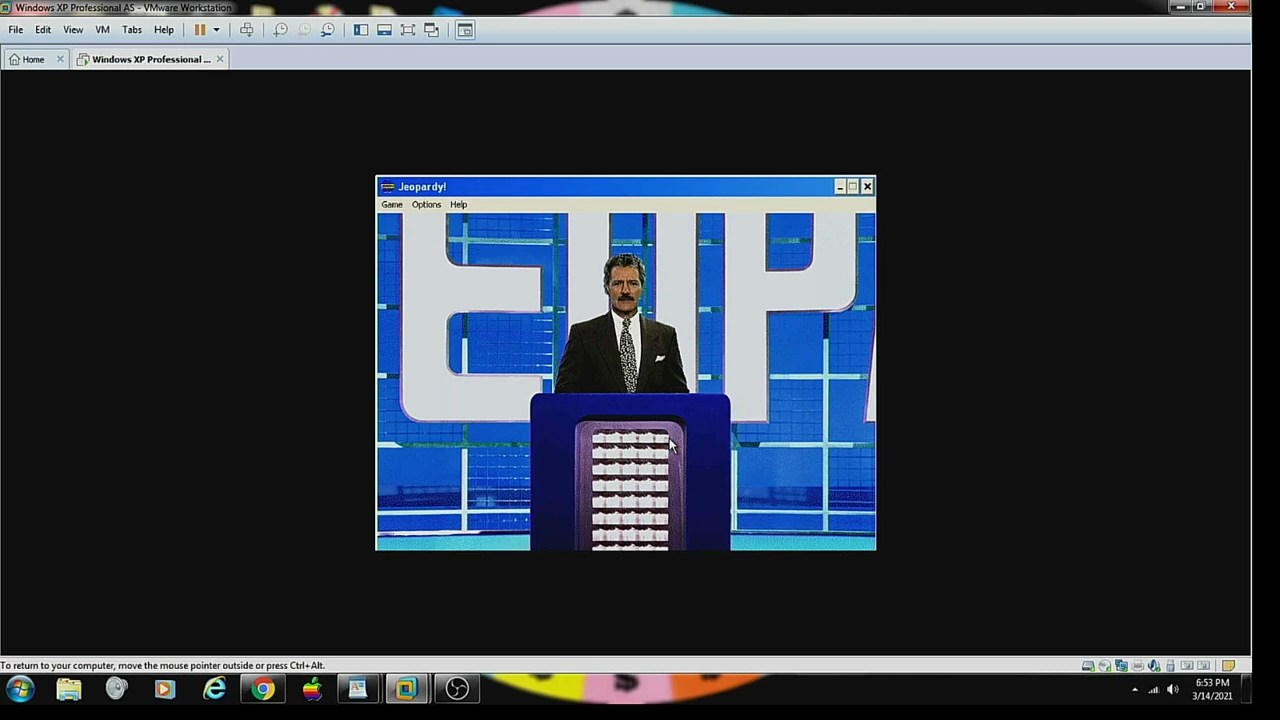 Windows XP Professional AS - VMware Workstation
File Edit View VM Tabs Help
Home
Windows XP Professional ...
Jeopardy!
Game Options Help
EOP
To return to your computer, move the mouse pointer outside or press Ctrl+Alt.
6:53 PM
3/14/2021